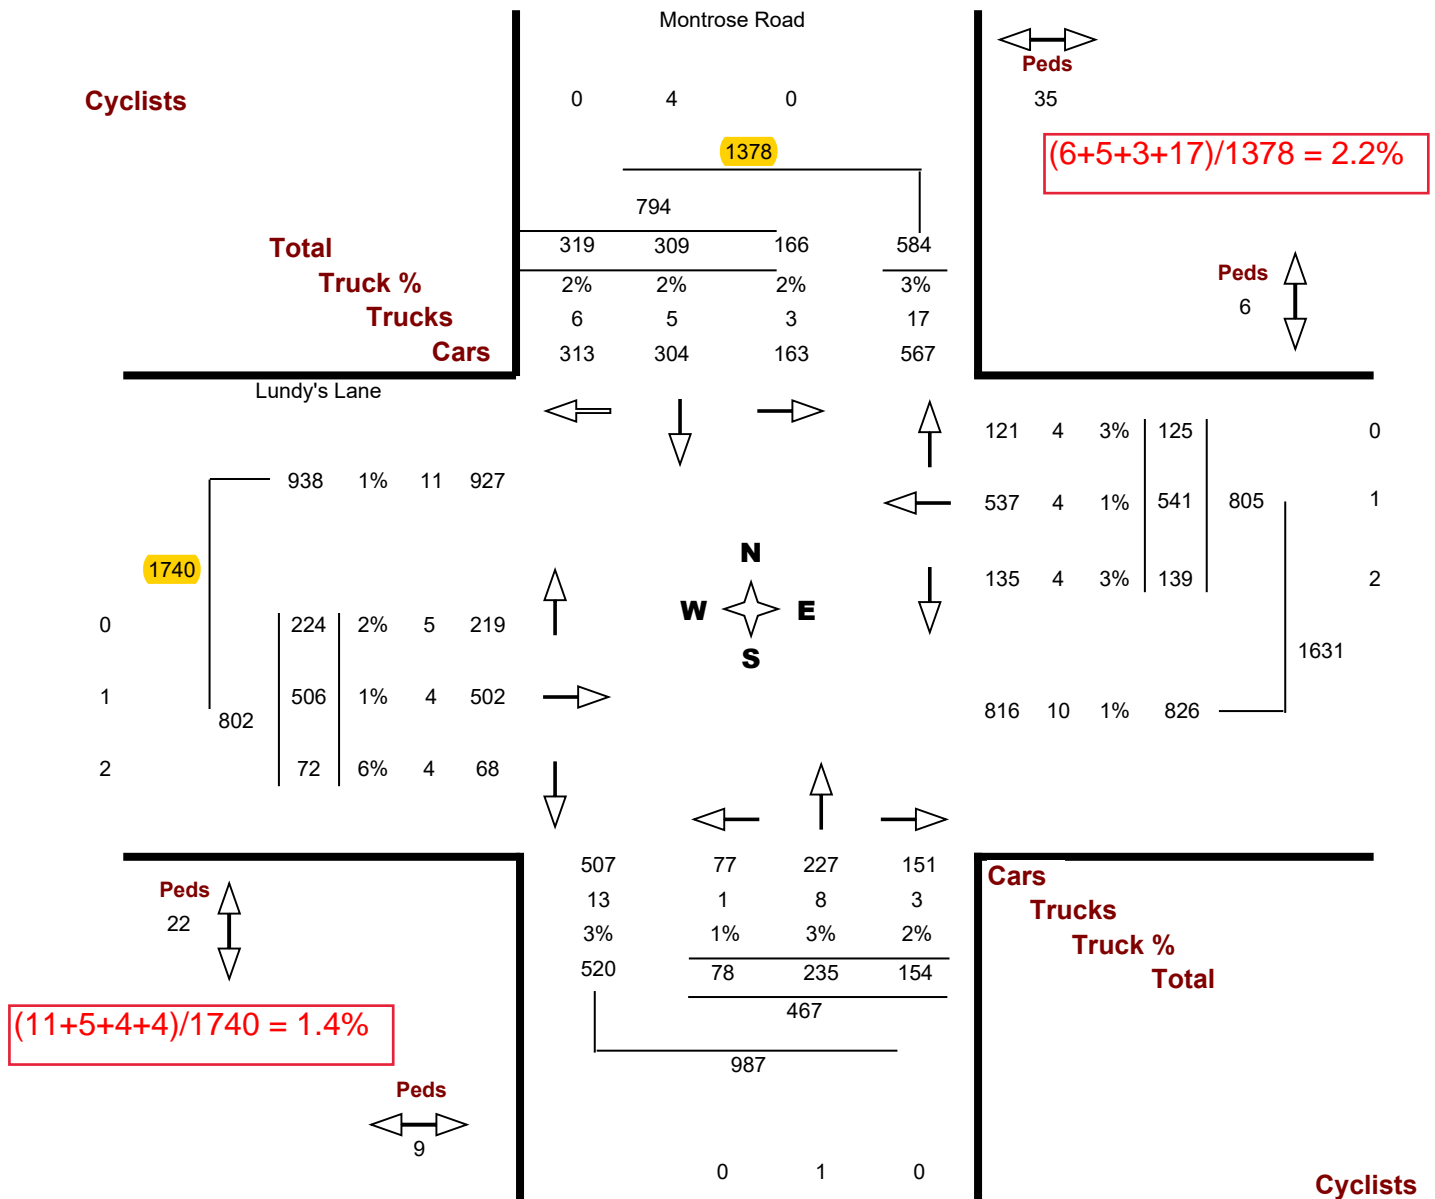 Montrose Road
Peds
Cyclists 0 4 0 35
1378
(6+5+3+17)/1378 = 2.2%
794
Total 319 309 166 584
Truck % 2% 2% 2% 3%
Peds
Trucks 6 5 3 17
6
Cars 313 304 163 567
Lundy's Lane
121 4 3% 125 0
938 1% 11 927
537 4 1% 541 805 1
N
1740
135 4 3% 139 2
W E
0 224 2% 5 219
S
1631
1 506 1% 4 502
802
816 10 1% 826
2 72 6% 4 68
507 77 227 151
Cars
Peds
13 1 8 3
Trucks
22
3% 1% 3% 2%
Truck %
520 78 235 154
Total
467
(11+5+4+4)/1740 = 1.4%
987
Peds
9
0 1 0
Cyclists